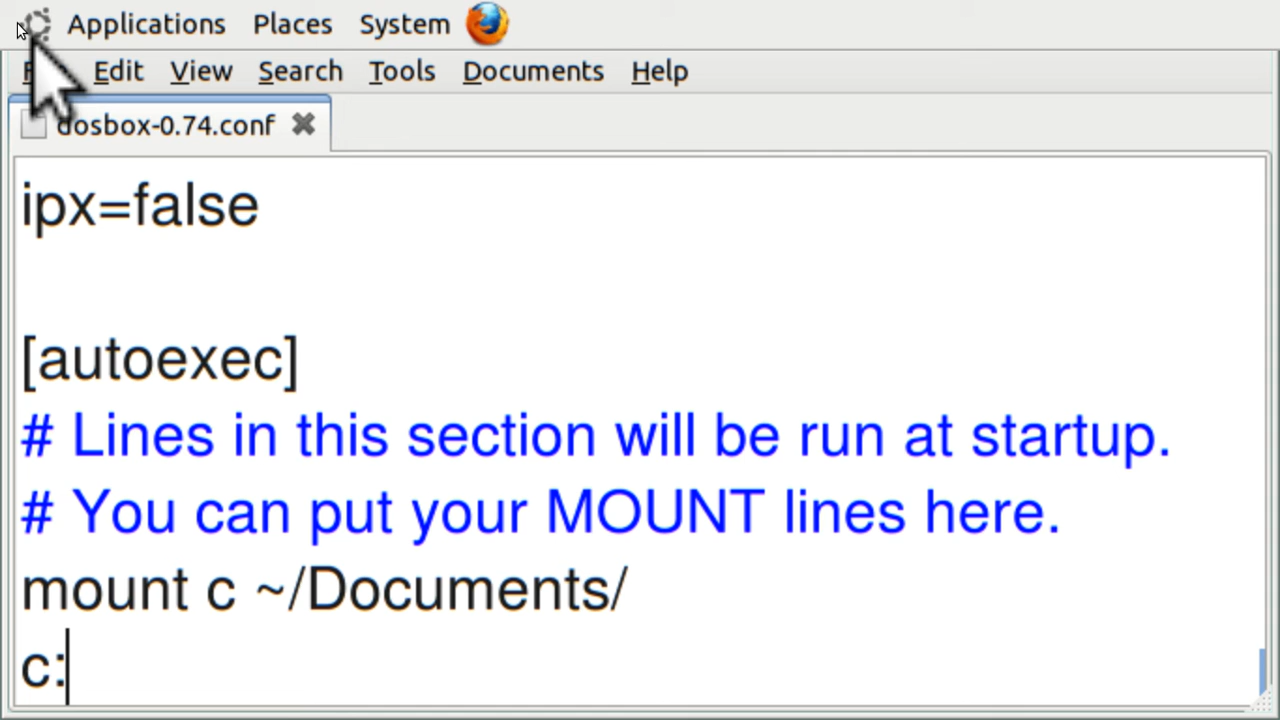 Applications Places System
Edit View Search Tools Documents Help
dosbox-0.74.conf
ipx=false
[autoexec]
# Lines in this section will be run at startup.
# You can put your MOUNT lines here.
mount c ~/Documents/
c: